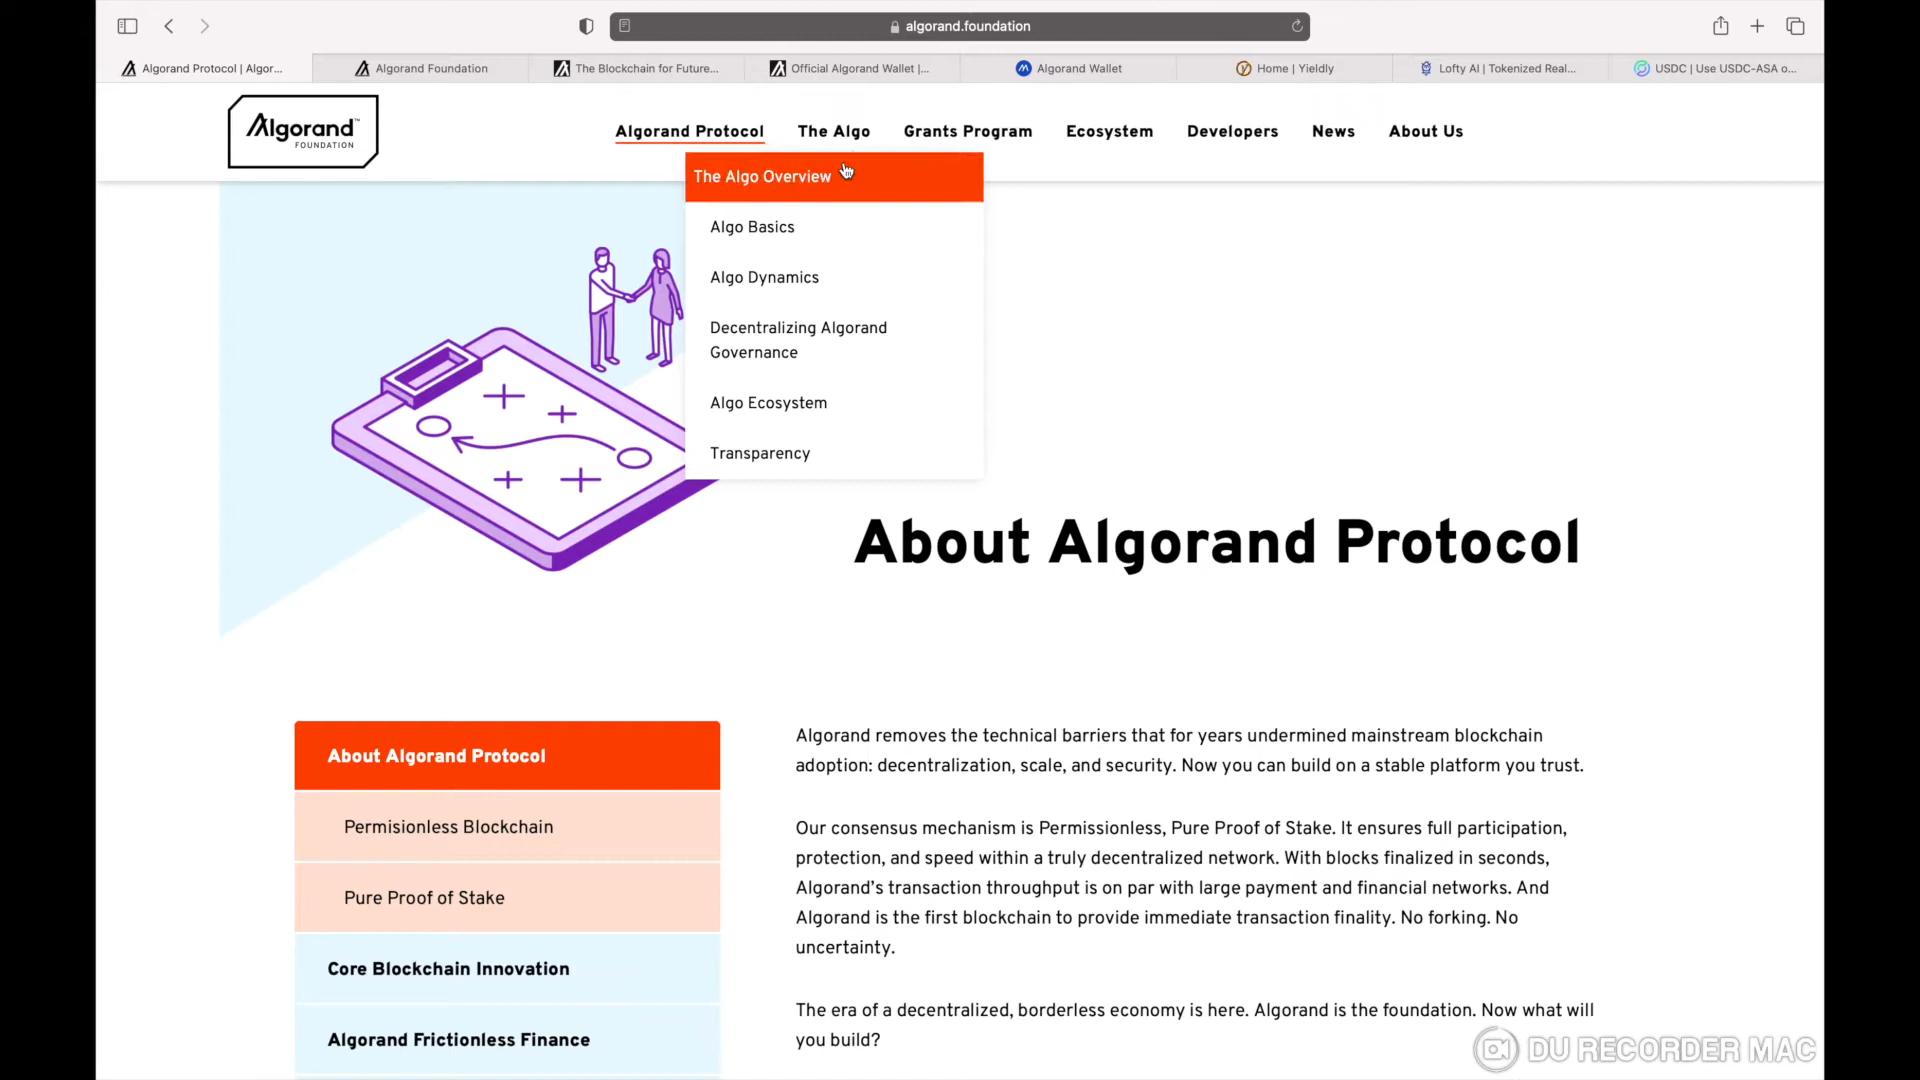 algorand.foundation
Algorand Protocol | Algor...
Algorand Foundation
The Blockchain for Future...
Official Algorand Wallet |...
Algorand Wallet
Home | Yieldly
Lofty AI | Tokenized Real...
USDC | Use USDC-ASA o...
Algorand™
FOUNDATION
Algorand Protocol
The Algo
Grants Program
Ecosystem
Developers
News
About Us
The Algo Overview
Algo Basics
Algo Dynamics
Decentralizing Algorand
Governance
Algo Ecosystem
Transparency
About Algorand Protocol
About Algorand Protocol
Permisionless Blockchain
Pure Proof of Stake
Core Blockchain Innovation
Algorand Frictionless Finance
Algorand removes the technical barriers that for years undermined mainstream blockchain
adoption: decentralization, scale, and security. Now you can build on a stable platform you trust.
Our consensus mechanism is Permissionless, Pure Proof of Stake. It ensures full participation,
protection, and speed within a truly decentralized network. With blocks finalized in seconds,
Algorand’s transaction throughput is on par with large payment and financial networks. And
Algorand is the first blockchain to provide immediate transaction finality. No forking. No
uncertainty.
The era of a decentralized, borderless economy is here. Algorand is the foundation. Now what will
you build?
DU RECORDER MAC